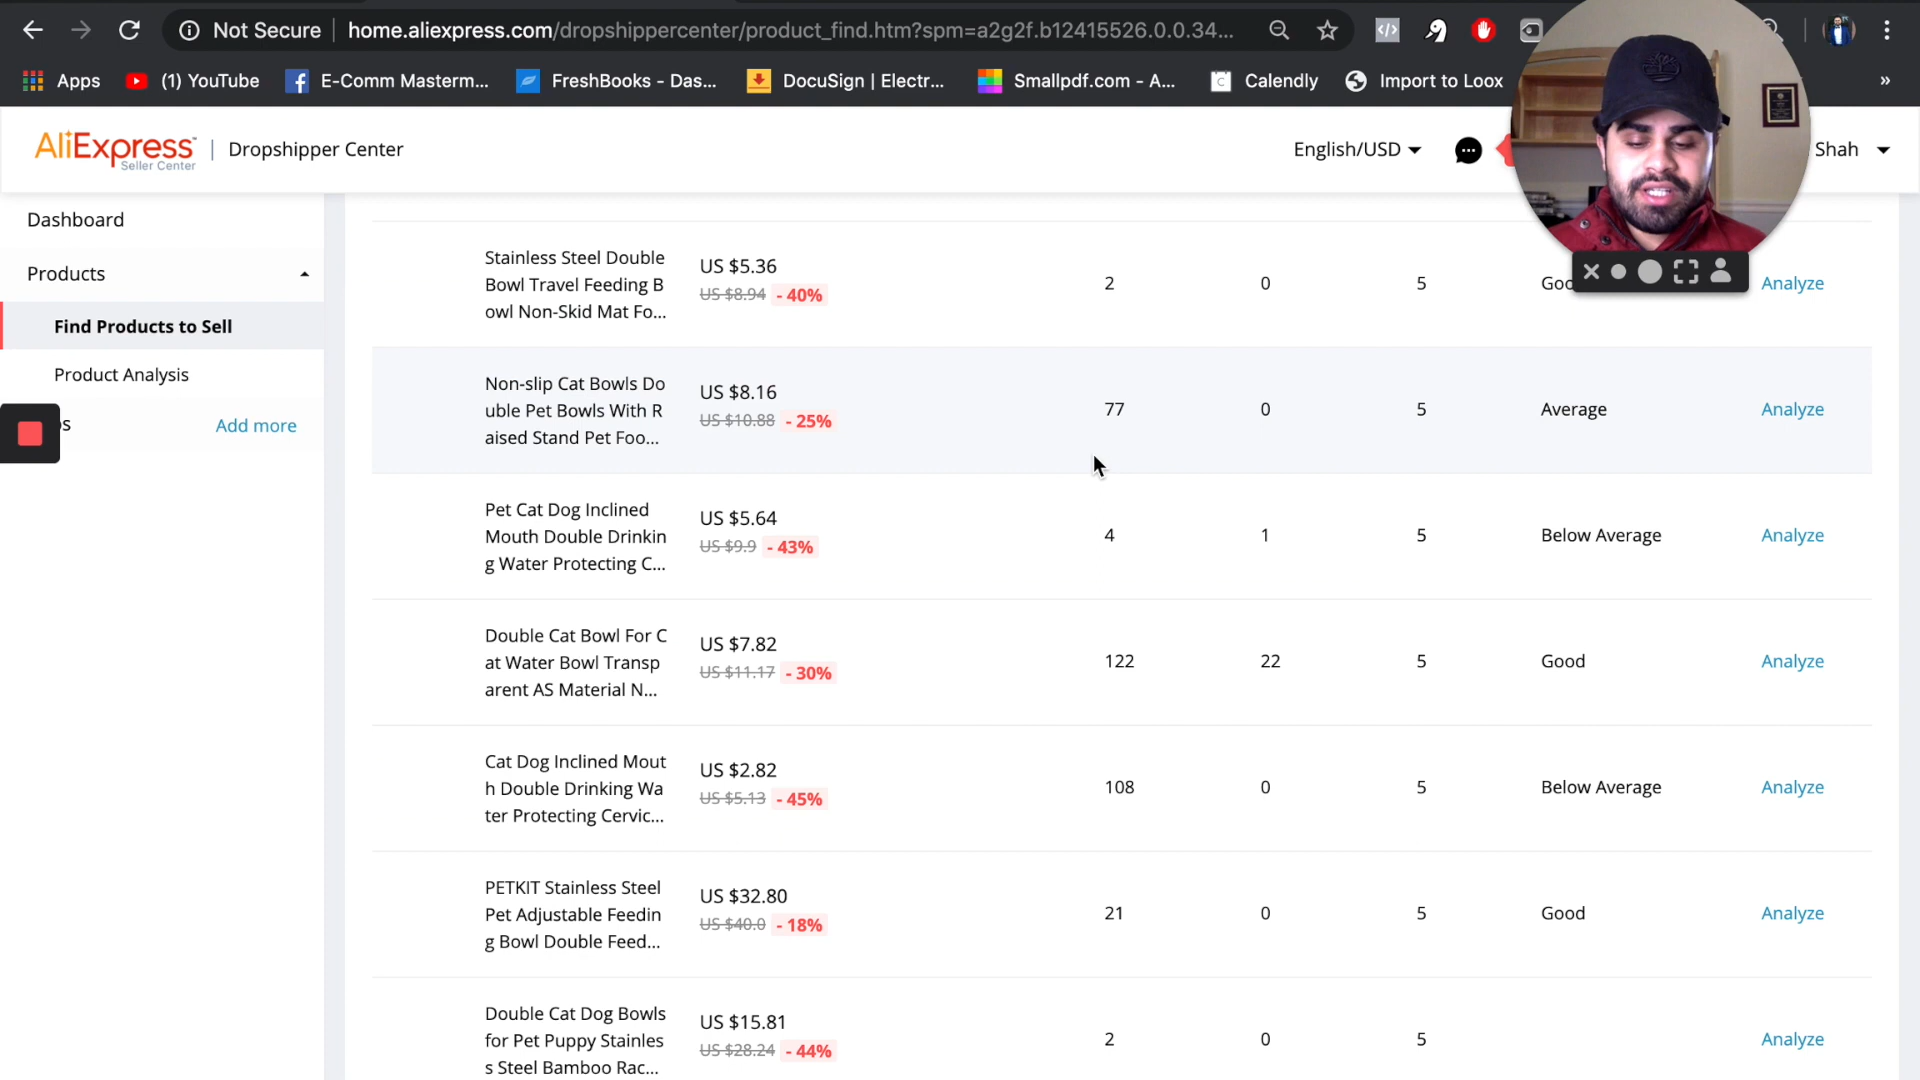 Not Secure
home.aliexpress.com/dropshippercenter/product_find.htm?spm=a2g2f.b12415526.0.0.34...
Apps
(1) YouTube
E-Comm Masterm...
FreshBooks - Das...
DocuSign | Electr...
Smallpdf.com - A...
C
Calendly
Import to Loox
»
AliExpress
Seller Center
Dropshipper Center
English/USD
Shah
Dashboard
Products
Find Products to Sell
Product Analysis
Add more
Stainless Steel Double
Bowl Travel Feeding B
owl Non-Skid Mat Fo...
US $5.36
US $8.94 - 40%
2
0
5
Analyze
Non-slip Cat Bowls Do
uble Pet Bowls With R
aised Stand Pet Foo...
US $8.16
US $10.88 - 25%
77
0
5
Average
Analyze
Pet Cat Dog Inclined
Mouth Double Drinkin
g Water Protecting C...
US $5.64
US $9.9 - 43%
4
1
5
Below Average
Analyze
Double Cat Bowl For C
at Water Bowl Transp
arent AS Material N...
US $7.82
US $11.17 - 30%
122
22
5
Good
Analyze
Cat Dog Inclined Mout
h Double Drinking Wa
ter Protecting Cervic...
US $2.82
US $5.13 - 45%
108
0
5
Below Average
Analyze
PETKIT Stainless Steel
Pet Adjustable Feedin
g Bowl Double Feed...
US $32.80
US $40.0 - 18%
21
0
5
Good
Analyze
Double Cat Dog Bowls
for Pet Puppy Stainles
s Steel Bamboo Rac...
US $15.81
US $28.24 - 44%
2
0
5
Analyze